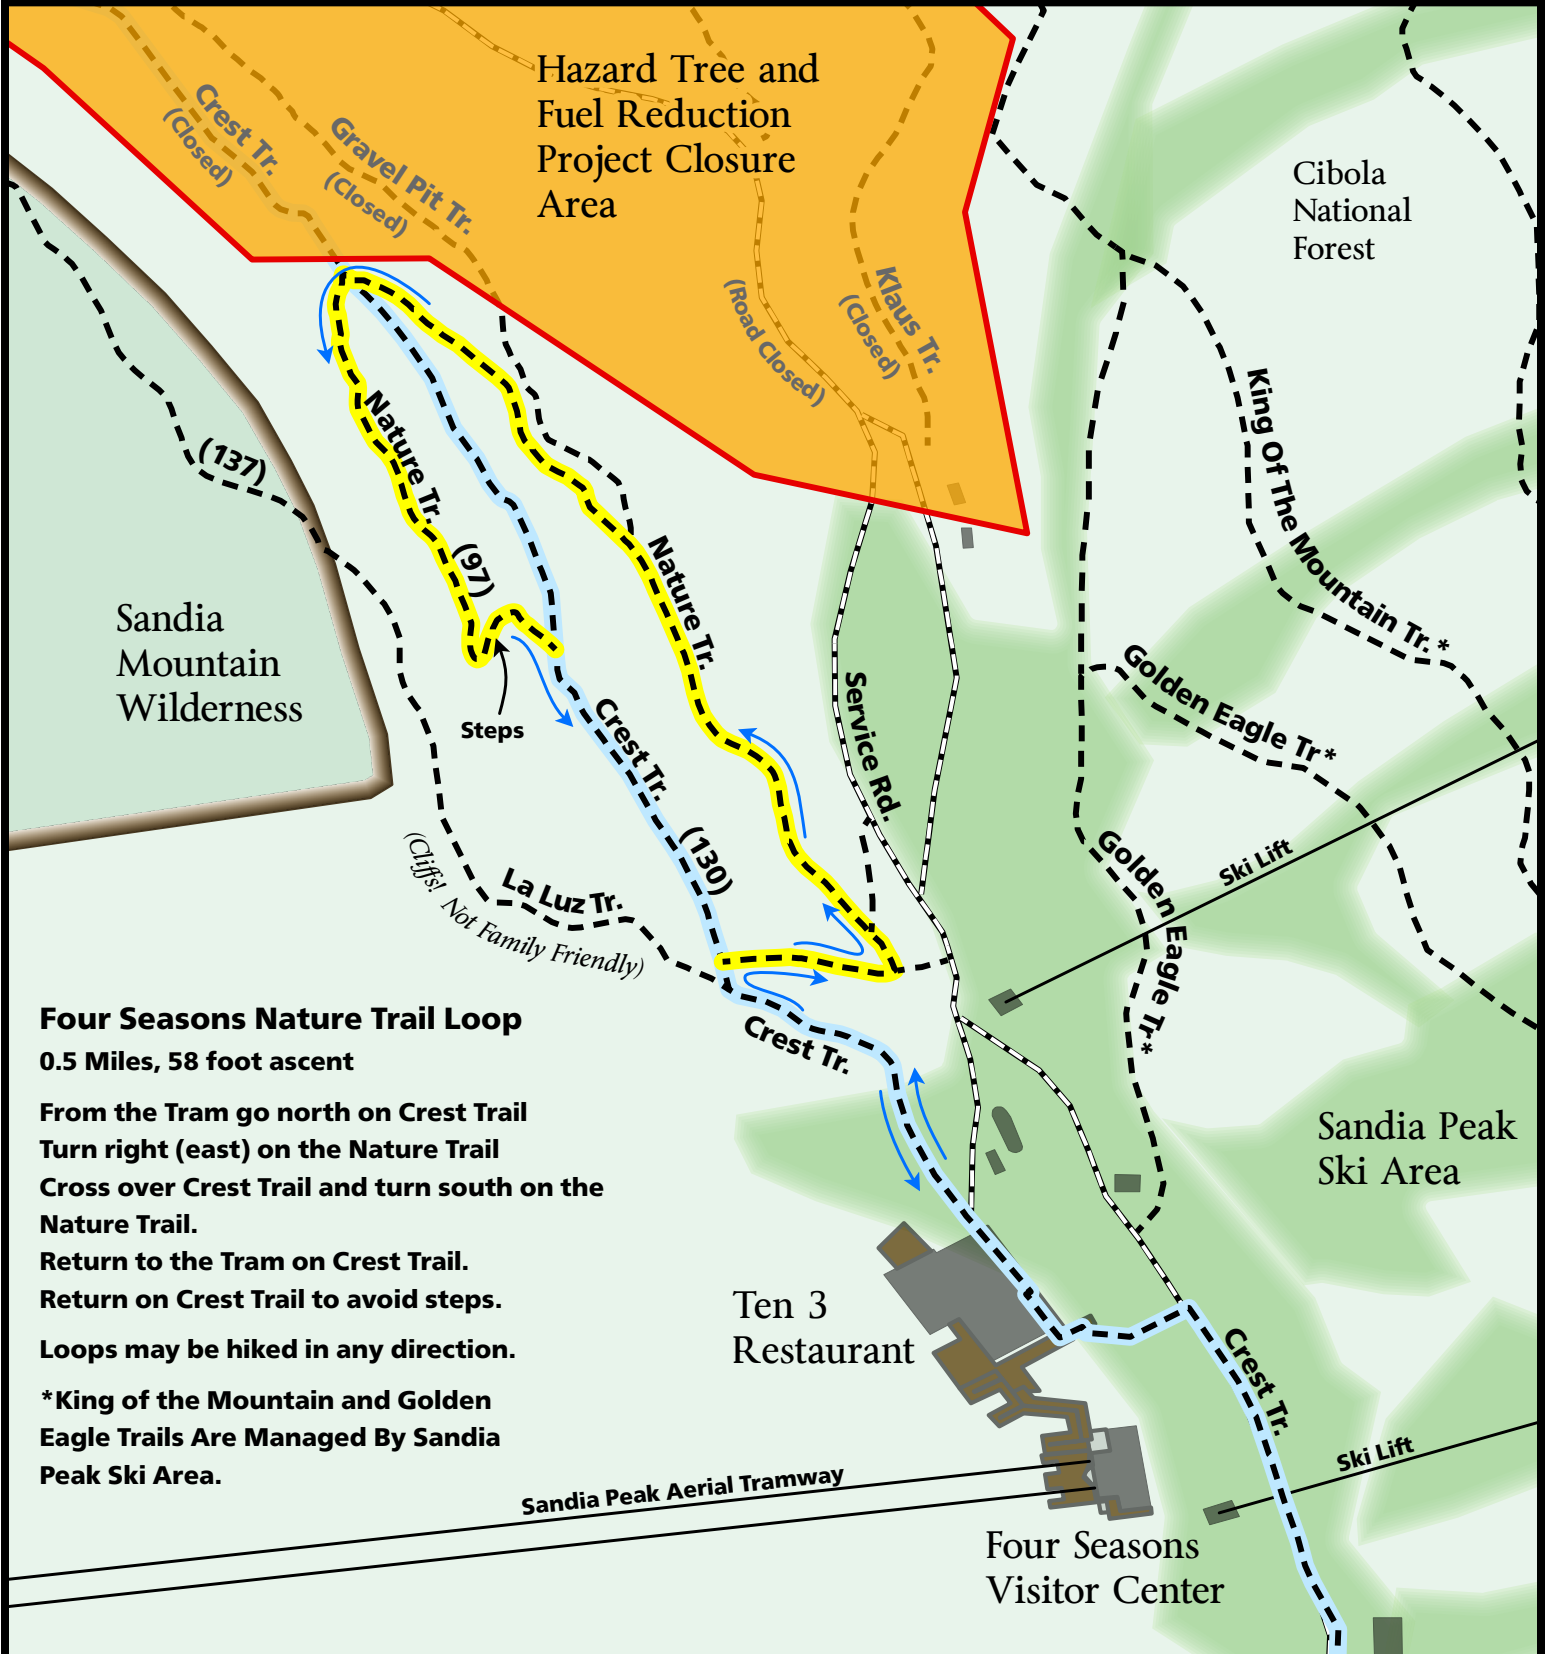 Hazard Tree and
Fuel Reduction
Project Closure
Area
Crest Tr.
(Closed)
Gravel Pit Tr.
(Closed)
Klaus Tr.
(Closed)
(Road Closed)
Cibola
National
Forest
(137)
Nature Tr.
(97)
Nature Tr.
King Of The Mountain Tr. *
Golden Eagle Tr*
Sandia
Mountain
Wilderness
Steps
Crest Tr.
(130)
Service Rd.
Golden Eagle Tr*
Ski Lift
La Luz Tr.
(Cliffs! Not Family Friendly)
Crest Tr.
Four Seasons Nature Trail Loop
0.5 Miles, 58 foot ascent
From the Tram go north on Crest Trail
Turn right (east) on the Nature Trail
Cross over Crest Trail and turn south on the
Nature Trail.
Return to the Tram on Crest Trail.
Return on Crest Trail to avoid steps.
Loops may be hiked in any direction.
*King of the Mountain and Golden
Eagle Trails Are Managed By Sandia
Peak Ski Area.
Sandia Peak
Ski Area
Ten 3
Restaurant
Crest Tr.
Ski Lift
Sandia Peak Aerial Tramway
Four Seasons
Visitor Center